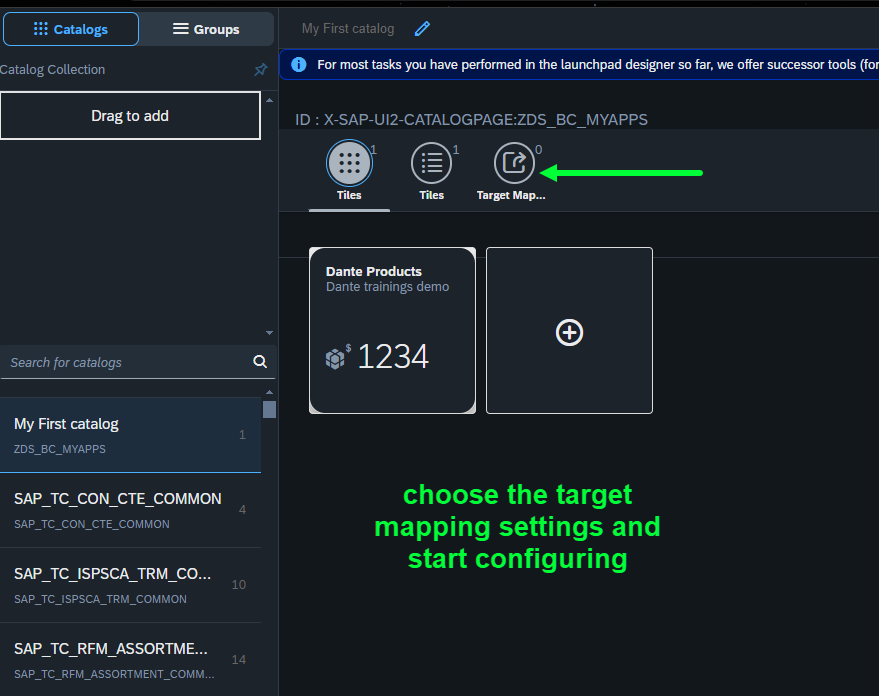 Catalogs
Groups
My First catalog
Catalog Collection
For most tasks you have performed in the launchpad designer so far, we offer successor tools (for
Drag to add
ID : X-SAP-UI2-CATALOGPAGE:ZDS_BC_MYAPPS
1
1
0
Tiles
Tiles
Target Map...
Dante Products
Dante trainings demo
$
1234
Search for catalogs
My First catalog
1
ZDS_BC_MYAPPS
SAP_TC_CON_CTE_COMMON
4
SAP_TC_CON_CTE_COMMON
SAP_TC_ISPSCA_TRM_CO...
10
SAP_TC_ISPSCA_TRM_COMMON
SAP_TC_RFM_ASSORTME...
14
SAP_TC_RFM_ASSORTMENT_COMM...
choose the target
mapping settings and
start configuring